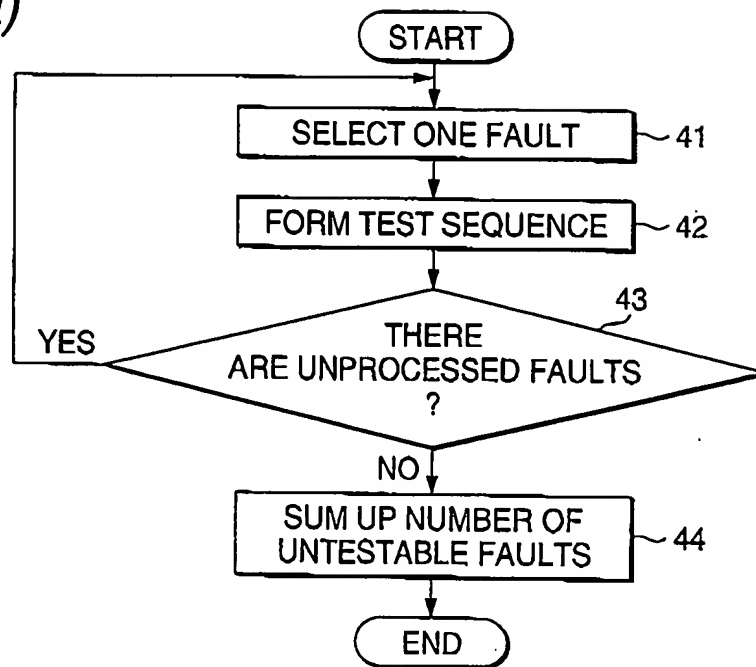 START
SELECT ONE FAULT
41
FORM TEST SEQUENCE
42
43
THERE
ARE UNPROCESSED FAULTS
?
YES
NO
SUM UP NUMBER OF
UNTESTABLE FAULTS
44
END